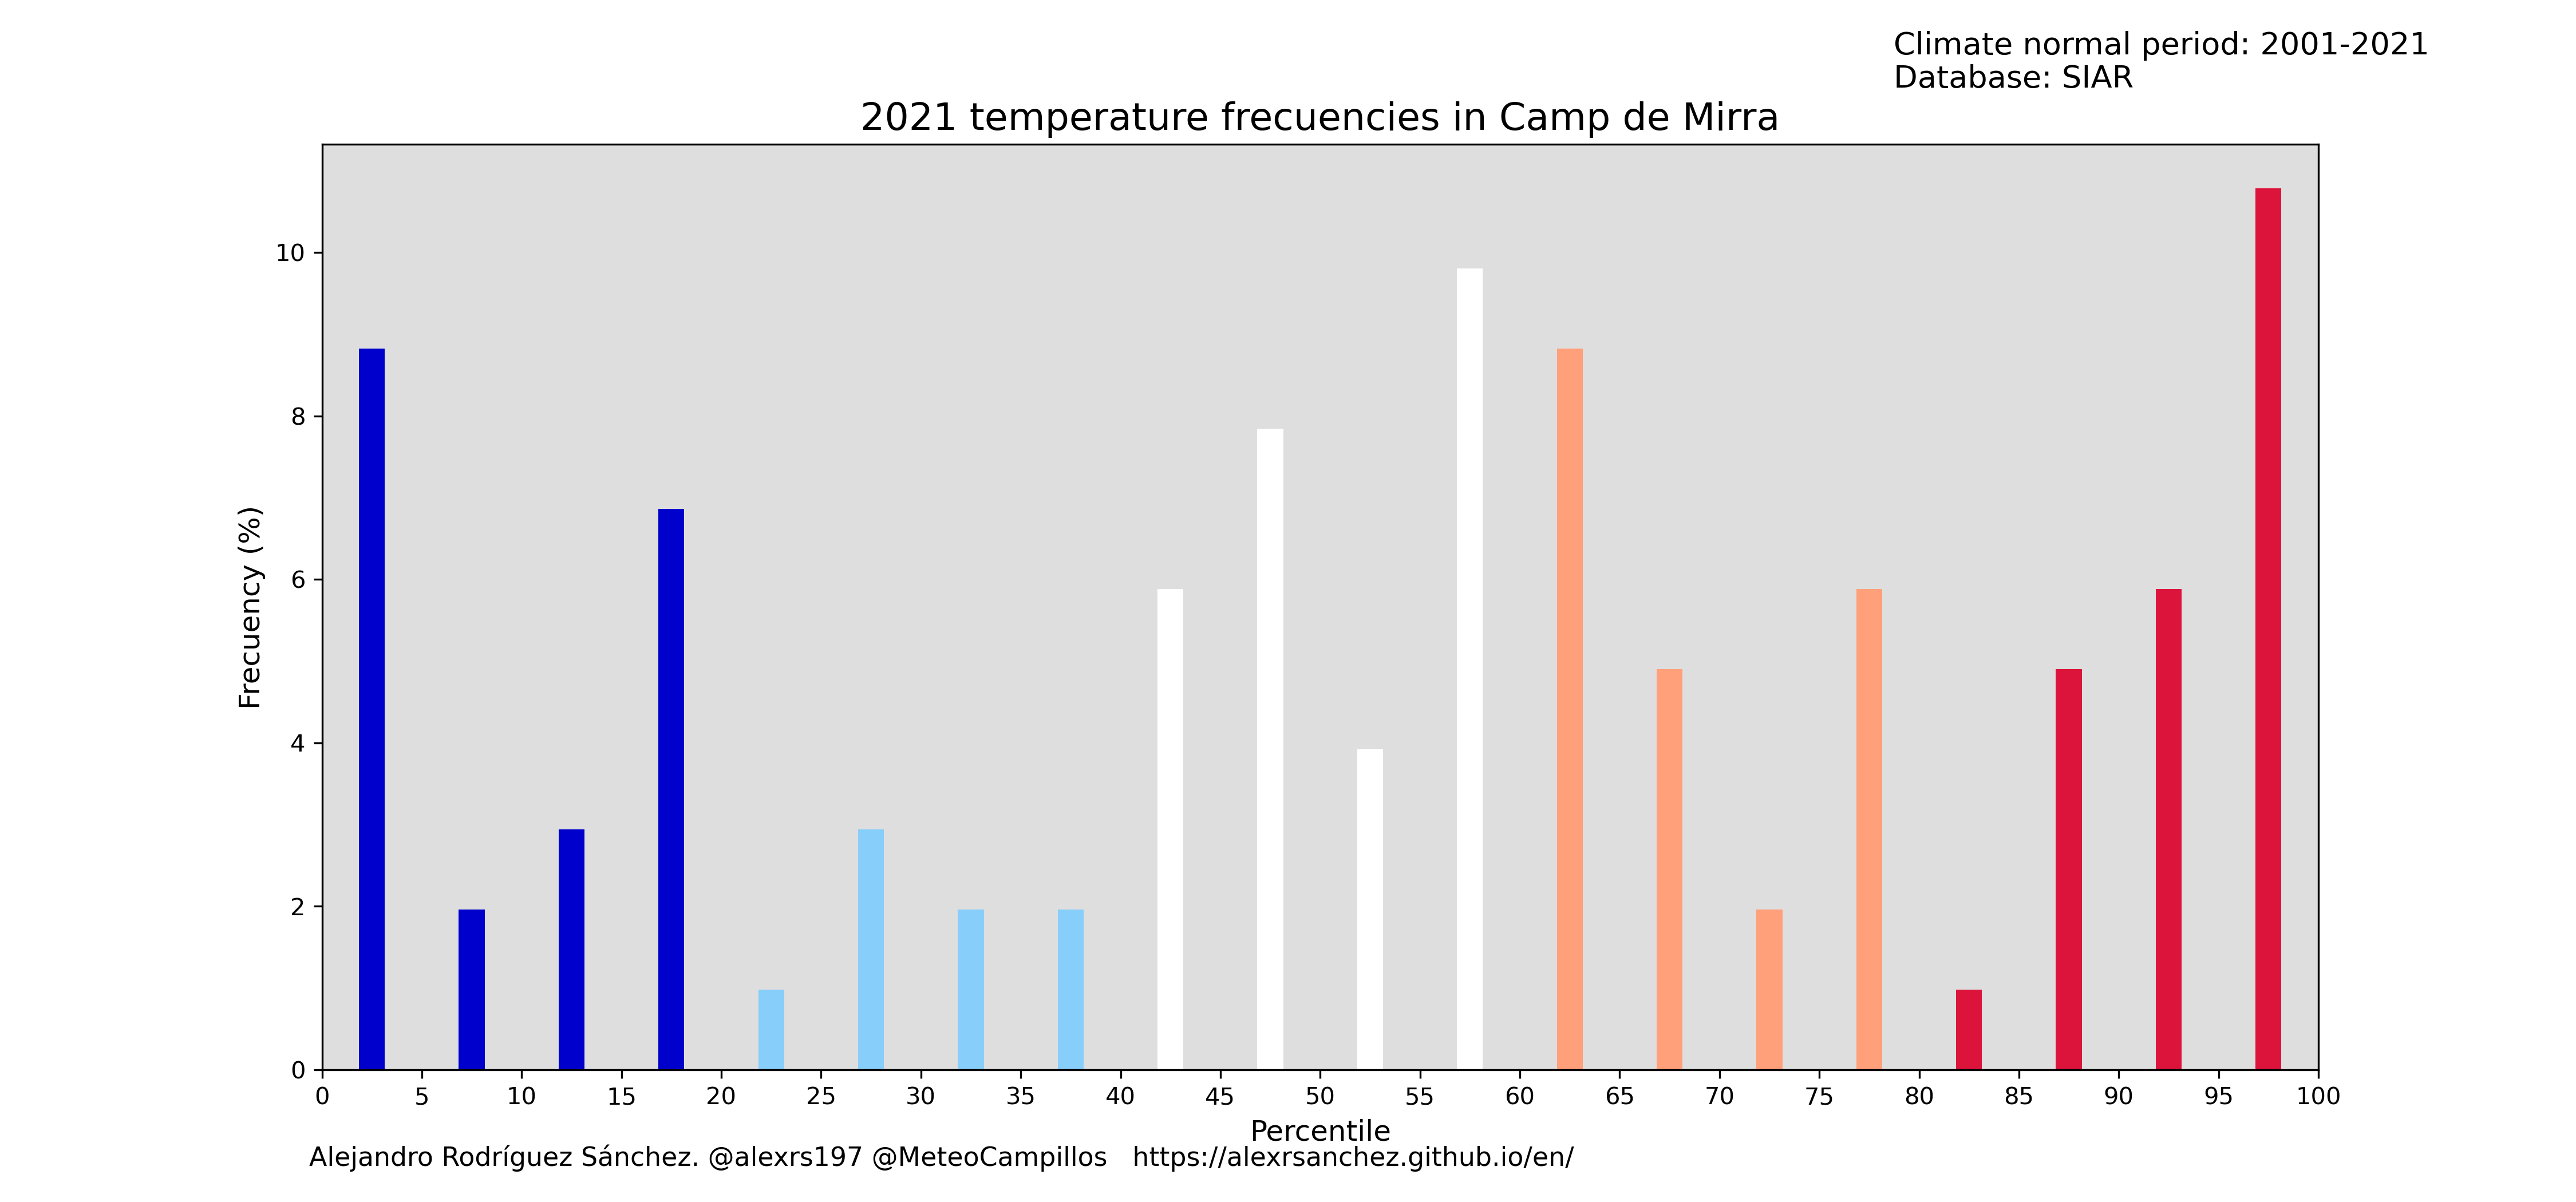 Climate normal period: 2001-2021
Database: SIAR
2021 temperature frecuencies in Camp de Mirra
10
8
6
4
2
0
Frecuency (%)
0 5 10 15 20 25 30 35 40 45 50 55 60 65 70 75 80 85 90 95 100
Percentile
Alejandro Rodríguez Sánchez. @alexrs197 @MeteoCampillos https://alexrsanchez.github.io/en/